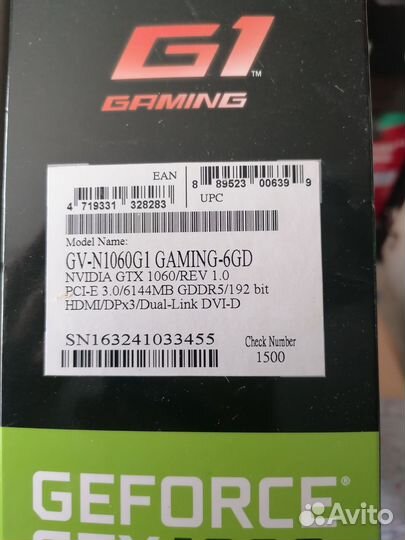 G1™
GAMING
EAN
4 719331 328283
8 89523 00639 9
UPC
Model Name:
GV-N1060G1 GAMING-6GD
NVIDIA GTX 1060/REV 1.0
PCI-E 3.0/6144MB GDDR5/192 bit
HDMI/DPx3/Dual-Link DVI-D
SN163241033455
Check Number
1500
GEFORCE®
GTX
Avito